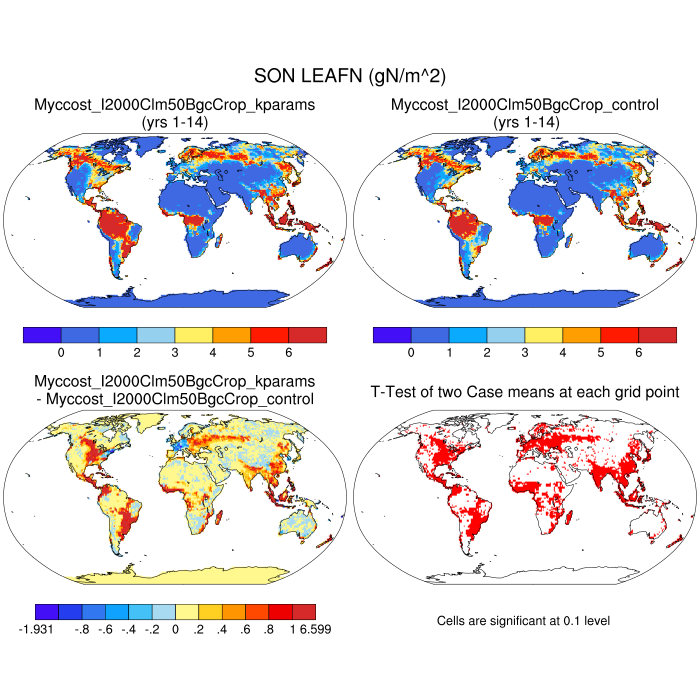 SON LEAFN (gN/m^2)
Myccost_I2000Clm50BgcCrop_kparams
(yrs 1-14)
Myccost_I2000Clm50BgcCrop_control
(yrs 1-14)
0 1 2 3 4 5 6
0 1 2 3 4 5 6
Myccost_I2000Clm50BgcCrop_kparams
- Myccost_I2000Clm50BgcCrop_control
T-Test of two Case means at each grid point
-1.931 -.8 -.6 -.4 -.2 0 .2 .4 .6 .8 1 6.599
Cells are significant at 0.1 level